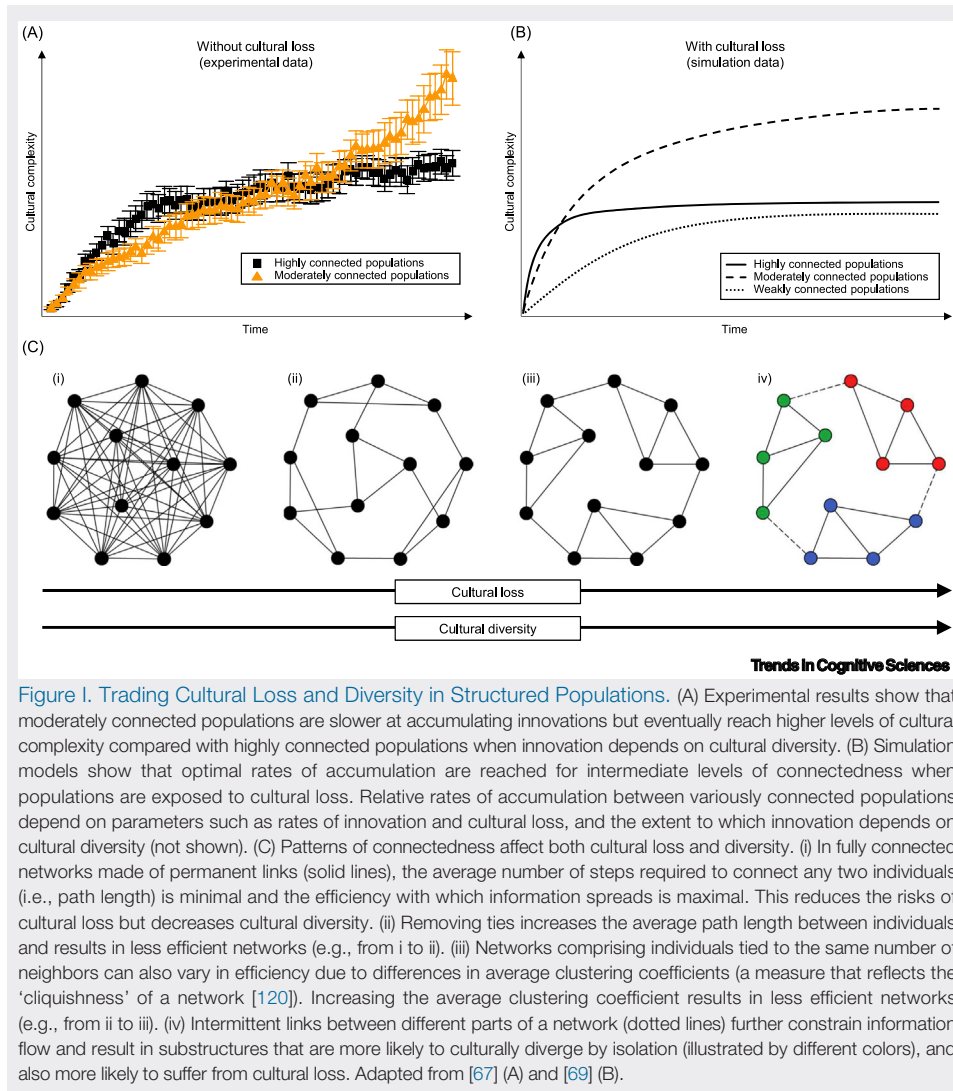 (A)
Without cultural loss
(experimental data)
Cultural complexity
Highly connected populations
Moderately connected populations
Time
(B)
With cultural loss
(simulation data)
Cultural complexity
Highly connected populations
Moderately connected populations
Weakly connected populations
Time
(C)
(i)
(ii)
(iii)
iv)
Cultural loss
Cultural diversity
Trends in Cognitive Sciences
Figure I. Trading Cultural Loss and Diversity in Structured Populations. (A) Experimental results show that
moderately connected populations are slower at accumulating innovations but eventually reach higher levels of cultura
complexity compared with highly connected populations when innovation depends on cultural diversity. (B) Simulation
models show that optimal rates of accumulation are reached for intermediate levels of connectedness when
populations are exposed to cultural loss. Relative rates of accumulation between variously connected populations
depend on parameters such as rates of innovation and cultural loss, and the extent to which innovation depends on
cultural diversity (not shown). (C) Patterns of connectedness affect both cultural loss and diversity. (i) In fully connected
networks made of permanent links (solid lines), the average number of steps required to connect any two individuals
(i.e., path length) is minimal and the efficiency with which information spreads is maximal. This reduces the risks of
cultural loss but decreases cultural diversity. (ii) Removing ties increases the average path length between individuals
and results in less efficient networks (e.g., from i to ii). (iii) Networks comprising individuals tied to the same number of
neighbors can also vary in efficiency due to differences in average clustering coefficients (a measure that reflects the
'cliquishness' of a network [120]). Increasing the average clustering coefficient results in less efficient networks
(e.g., from ii to iii). (iv) Intermittent links between different parts of a network (dotted lines) further constrain information
flow and result in substructures that are more likely to culturally diverge by isolation (illustrated by different colors), and
also more likely to suffer from cultural loss. Adapted from [67] (A) and [69] (B).